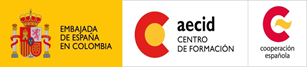 EMBAJADA
DE ESPAÑA
EN COLOMBIA
aecid
CENTRO
DE FORMACIÓN
cooperación
española